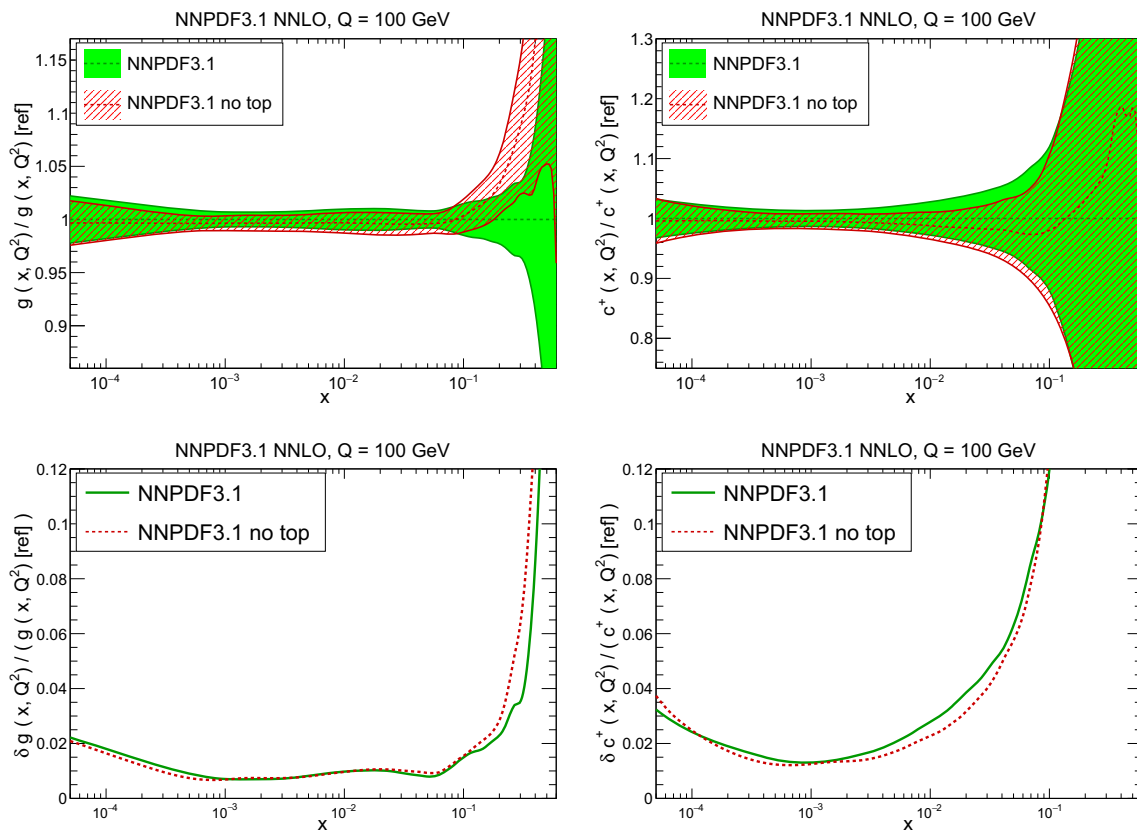 NNPDF3.1 NNLO, Q = 100 GeV
g ( x, Q²) / g ( x, Q²) [ref]
1.15
1.1
1.05
1
0.95
0.9
NNPDF3.1
NNPDF3.1 no top
10⁻⁴
10⁻³
10⁻²
10⁻¹
x
NNPDF3.1 NNLO, Q = 100 GeV
c⁺ ( x, Q²) / c⁺ ( x, Q²) [ref]
1.3
1.2
1.1
1
0.9
0.8
NNPDF3.1
NNPDF3.1 no top
10⁻⁴
10⁻³
10⁻²
10⁻¹
x
NNPDF3.1 NNLO, Q = 100 GeV
δ g ( x, Q²) / ( g ( x, Q²) [ref] )
0.12
0.1
0.08
0.06
0.04
0.02
0
NNPDF3.1
NNPDF3.1 no top
10⁻⁴
10⁻³
10⁻²
10⁻¹
x
NNPDF3.1 NNLO, Q = 100 GeV
δ c⁺ ( x, Q²) / ( c⁺ ( x, Q²) [ref] )
0.12
0.1
0.08
0.06
0.04
0.02
0
NNPDF3.1
NNPDF3.1 no top
10⁻⁴
10⁻³
10⁻²
10⁻¹
x